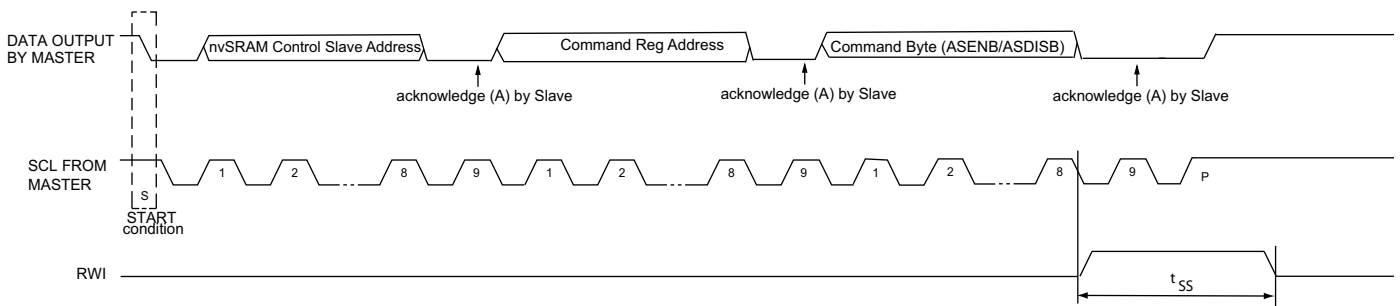 DATA OUTPUT
BY MASTER
nvSRAM Control Slave Address
Command Reg Address
Command Byte (ASENB/ASDISB)
acknowledge (A) by Slave
acknowledge (A) by Slave
acknowledge (A) by Slave
SCL FROM
MASTER
1 2 8 9 1 2 8 9 1 2 8 9 P
S
START
condition
RWI
tSS